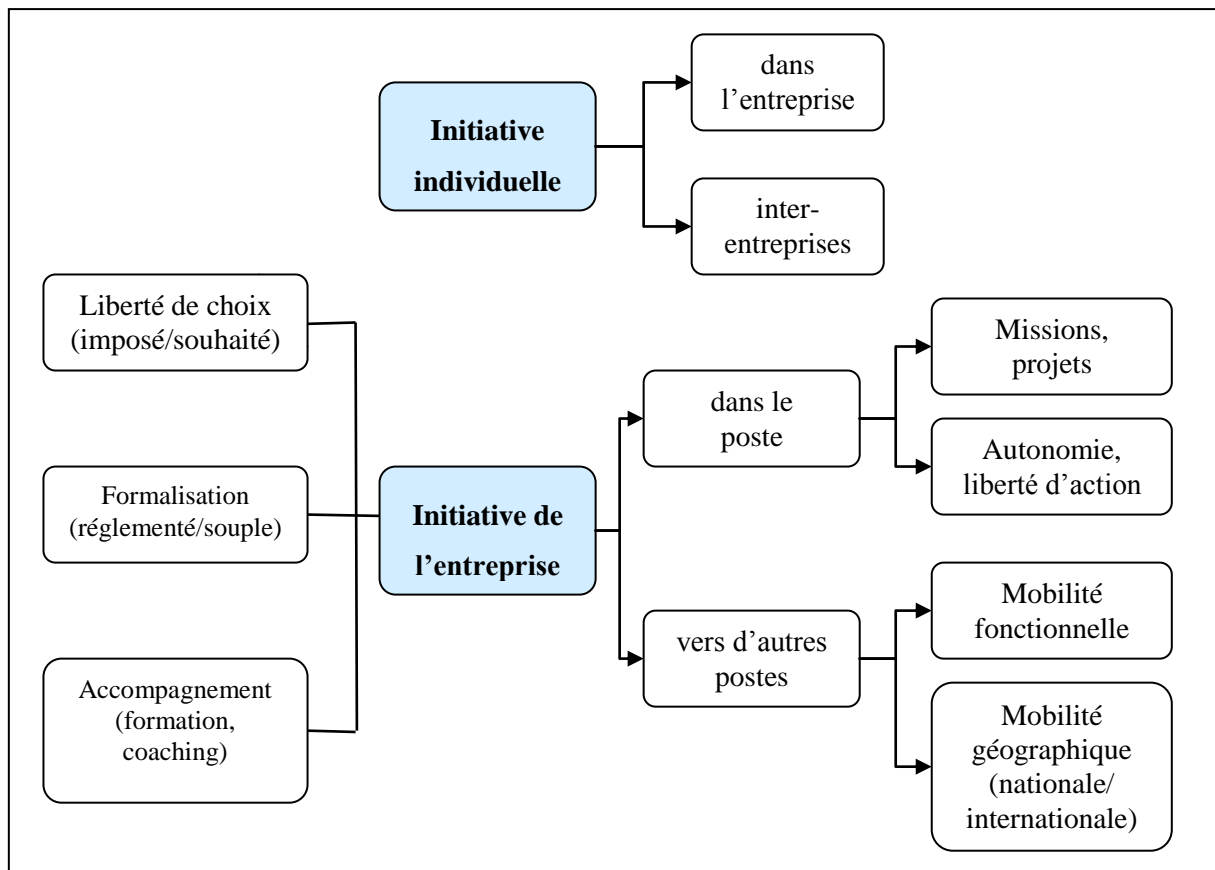 dans
l’entreprise
Initiative
individuelle
inter-
entreprises
Liberté de choix
(imposé/souhaité)
Formalisation
(réglementé/souple)
Accompagnement
(formation,
coaching)
Initiative de
l’entreprise
dans le
poste
vers d’autres
postes
Missions,
projets
Autonomie,
liberté d’action
Mobilité
fonctionnelle
Mobilité
géographique
(nationale/
internationale)